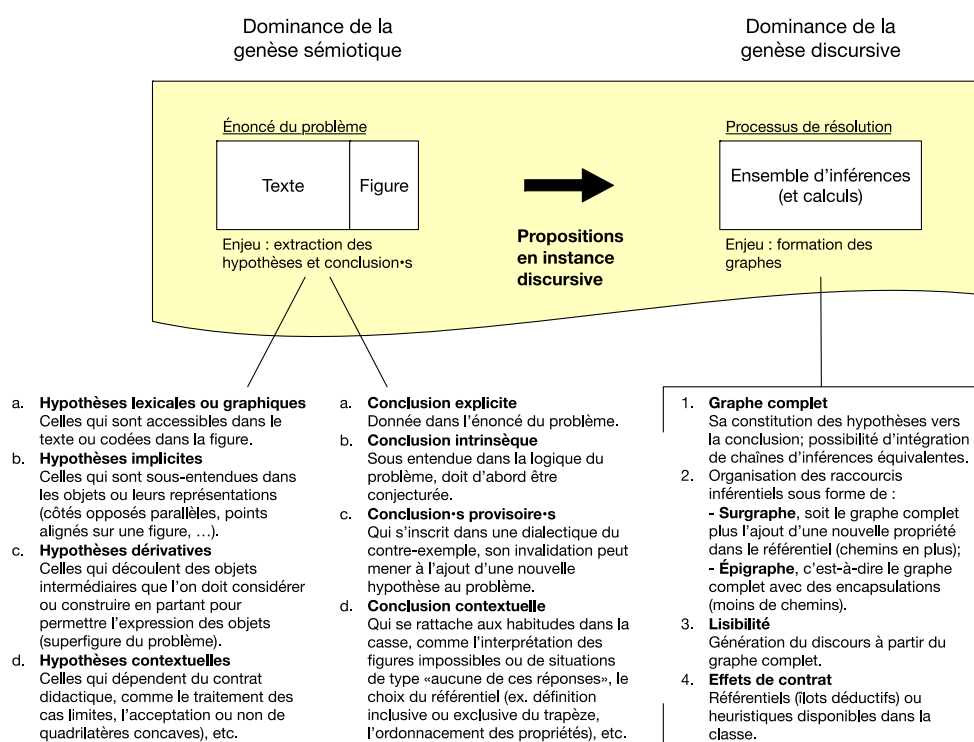 Dominance de la
genèse sémiotique
Dominance de la
genèse discursive
Énoncé du problème
Texte
Figure
Enjeu : extraction des
hypothèses et conclusion•s
Propositions
en instance
discursive
Processus de résolution
Ensemble d'inférences
(et calculs)
Enjeu : formation des
graphes
a. Hypothèses lexicales ou graphiques
Celles qui sont accessibles dans le
texte ou codées dans la figure.
b. Hypothèses implicites
Celles qui sont sous-entendues dans
les objets ou leurs représentations
(côtés opposés parallèles, points
alignés sur une figure, …).
c. Hypothèses dérivatives
Celles qui découlent des objets
intermédiaires que l'on doit considérer
ou construire en partant pour
permettre l'expression des objets
(superfigure du problème).
d. Hypothèses contextuelles
Celles qui dépendent du contrat
didactique, comme le traitement des
cas limites, l'acceptation ou non de
quadrilatères concaves), etc.
a. Conclusion explicite
Donnée dans l'énoncé du problème.
b. Conclusion intrinsèque
Sous entendue dans la logique du
problème, doit d'abord être
conjecturée.
c. Conclusion•s provisoire•s
Qui s'inscrit dans une dialectique du
contre-exemple, son invalidation peut
mener à l'ajout d'une nouvelle
hypothèse au problème.
d. Conclusion contextuelle
Qui se rattache aux habitudes dans la
casse, comme l'interprétation des
figures impossibles ou de situations
de type «aucune de ces réponses», le
choix du référentiel (ex. définition
inclusive ou exclusive du trapèze,
l'ordonnacement des propriétés), etc.
1. Graphe complet
Sa constitution des hypothèses vers
la conclusion; possibilité d'intégration
de chaînes d'inférences équivalentes.
2. Organisation des raccourcis
inférentiels sous forme de :
- Surgraphe, soit le graphe complet
plus l'ajout d'une nouvelle propriété
dans le référentiel (chemins en plus);
- Épigraphe, c'est-à-dire le graphe
complet avec des encapsulations
(moins de chemins).
3. Lisibilité
Génération du discours à partir du
graphe complet.
4. Effets de contrat
Référentiels (îlots déductifs) ou
heuristiques disponibles dans la
classe.